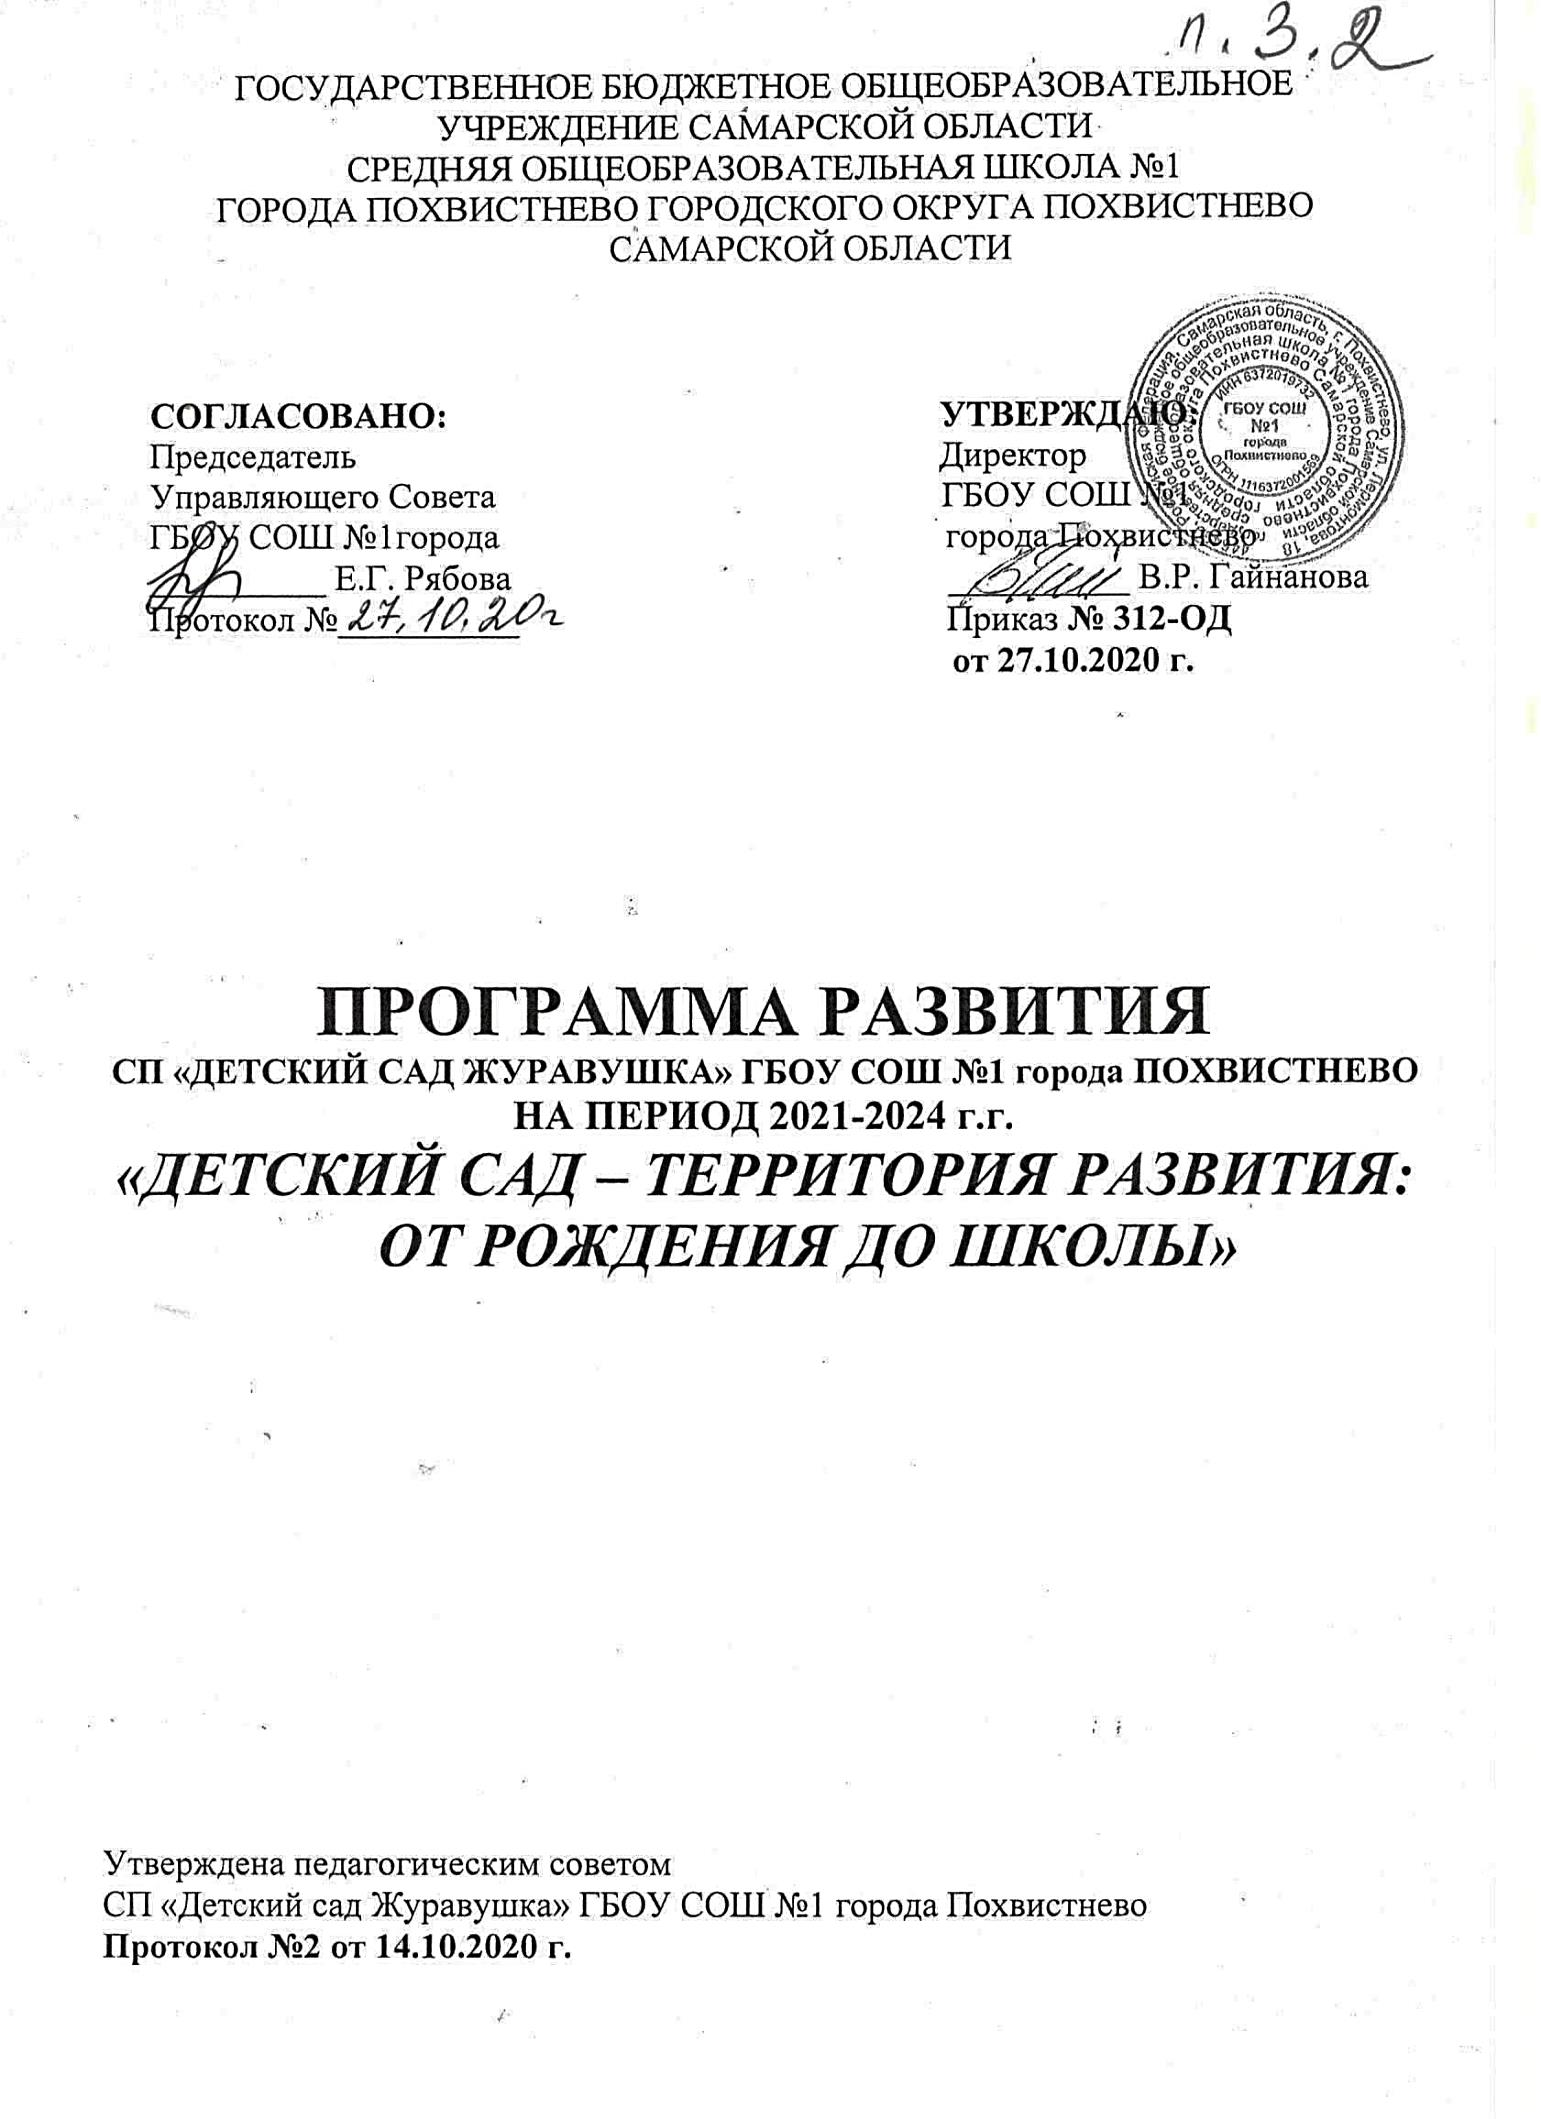 п. 3.2
ГОСУДАРСТВЕННОЕ БЮДЖЕТНОЕ ОБЩЕОБРАЗОВАТЕЛЬНОЕ
УЧРЕЖДЕНИЕ САМАРСКОЙ ОБЛАСТИ
СРЕДНЯЯ ОБЩЕОБРАЗОВАТЕЛЬНАЯ ШКОЛА №1
ГОРОДА ПОХВИСТНЕВО ГОРОДСКОГО ОКРУГА ПОХВИСТНЕВО
САМАРСКОЙ ОБЛАСТИ
СОГЛАСОВАНО:
Председатель
Управляющего Совета
ГБОУ СОШ №1города
Е.Г. Рябова
Протокол № 27.10.20г
УТВЕРЖДАЮ:
Директор
ГБОУ СОШ №1
города Похвистнево
В.Р. Гайнанова
Приказ № 312-ОД
от 27.10.2020 г.
ИНН 6372019732
ГБОУ СОШ
№1
города
Похвистнево
ОГРН 1116372001569
ПРОГРАММА РАЗВИТИЯ
СП «ДЕТСКИЙ САД ЖУРАВУШКА» ГБОУ СОШ №1 города ПОХВИСТНЕВО
НА ПЕРИОД 2021-2024 г.г.
«ДЕТСКИЙ САД – ТЕРРИТОРИЯ РАЗВИТИЯ:
ОТ РОЖДЕНИЯ ДО ШКОЛЫ»
Утверждена педагогическим советом
СП «Детский сад Журавушка» ГБОУ СОШ №1 города Похвистнево
Протокол №2 от 14.10.2020 г.